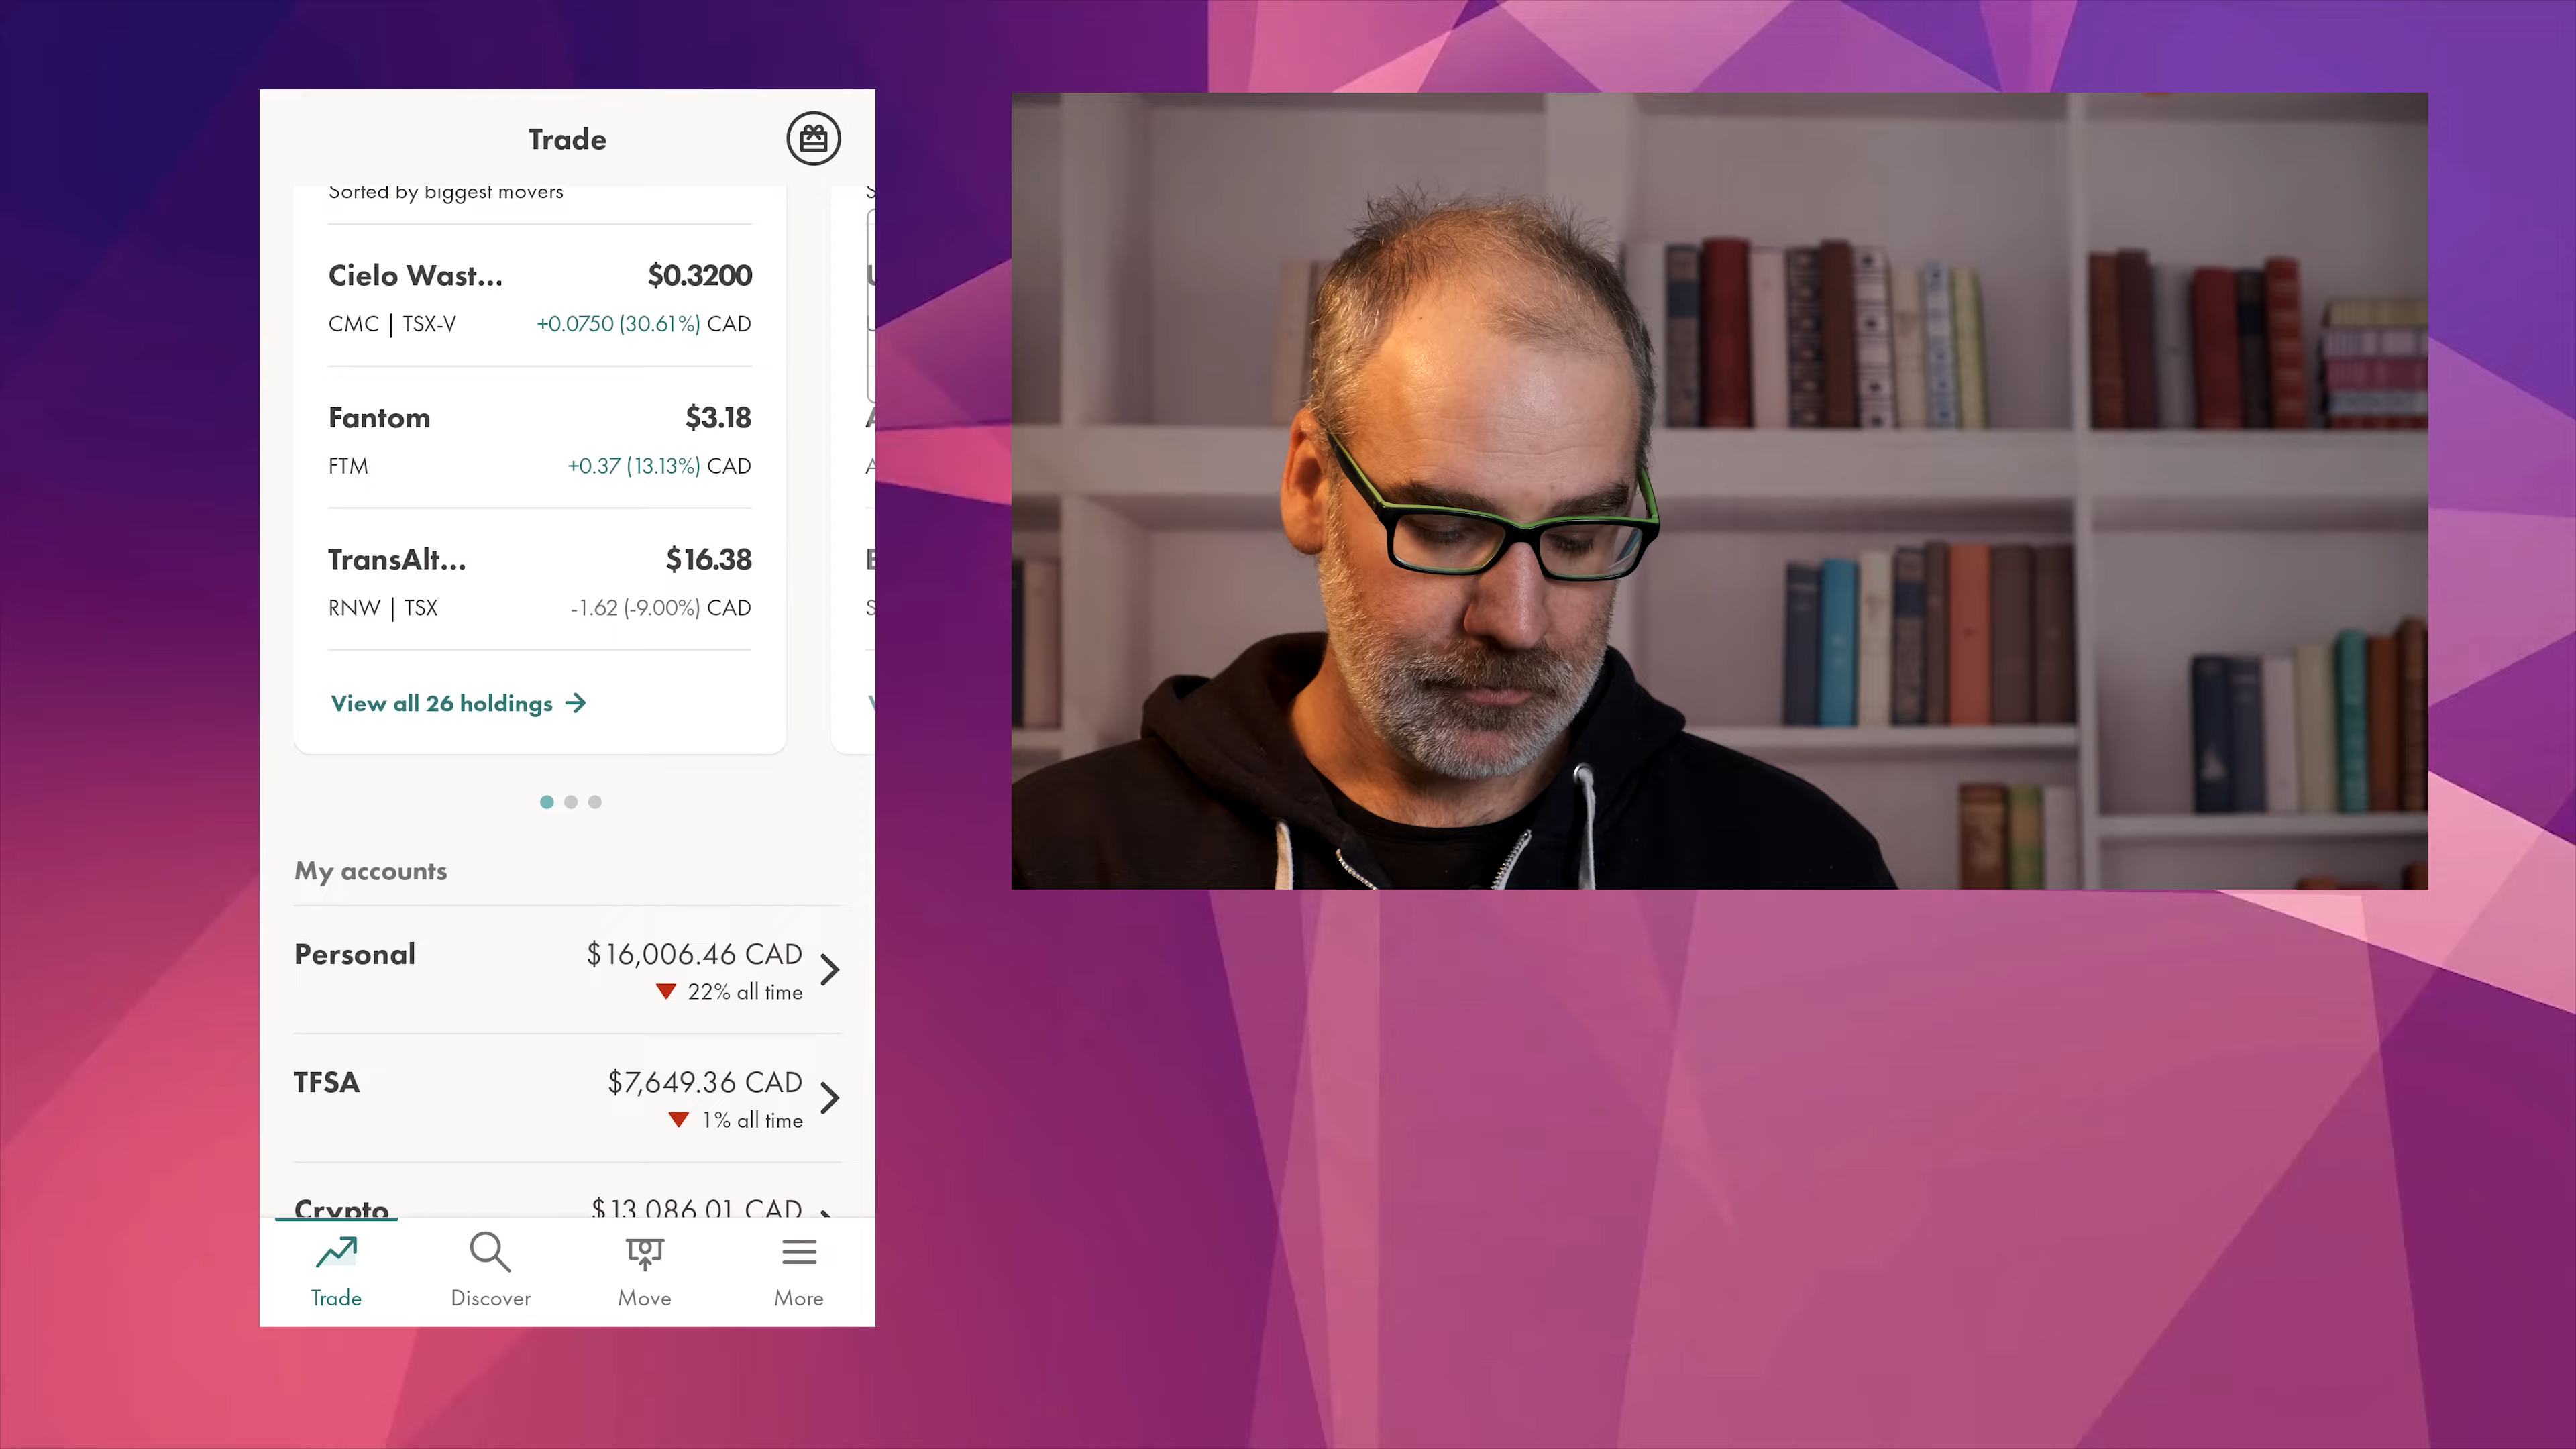 Trade
Sorted by biggest movers
Cielo Wast... $0.3200
CMC | TSX-V +0.0750 (30.61%) CAD
Fantom $3.18
FTM +0.37 (13.13%) CAD
TransAlt... $16.38
RNW | TSX -1.62 (-9.00%) CAD
View all 26 holdings →
My accounts
Personal $16,006.46 CAD
▼ 22% all time
TFSA $7,649.36 CAD
▼ 1% all time
Crypto $13,086.01 CAD
Trade Discover Move More